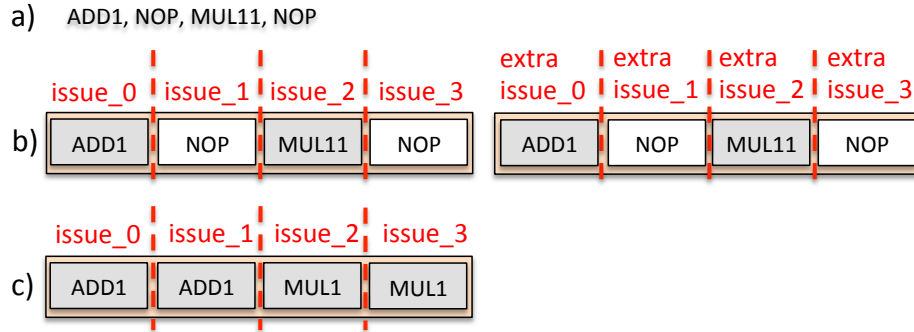 a) ADD1, NOP, MUL11, NOP
extra extra extra extra
issue_0 issue_1 issue_2 issue_3 issue_0 issue_1 issue_2 issue_3
b) ADD1 NOP MUL11 NOP ADD1 NOP MUL11 NOP
issue_0 issue_1 issue_2 issue_3
c) ADD1 ADD1 MUL1 MUL1